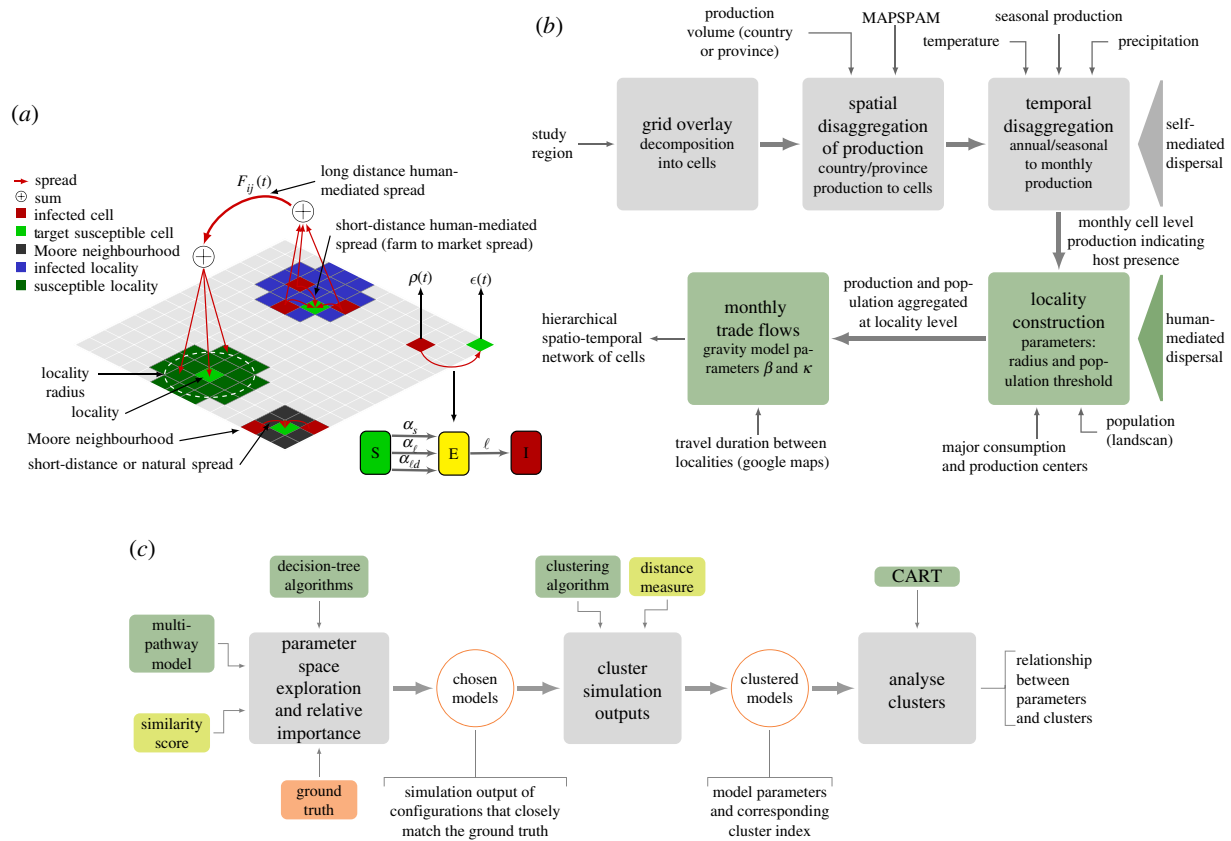 (a)
spread
sum
infected cell
target susceptible cell
Moore neighbourhood
infected locality
susceptible locality
F_ij(t)
long distance human-
mediated spread
short-distance human-mediated
spread (farm to market spread)
ρ(t)
ϵ(t)
locality
radius
locality
Moore neighbourhood
short-distance or natural spread
S
α_s
α_ℓ
α_ℓd
E
ℓ
I
(b)
production
volume (country
or province)
MAPSPAM
seasonal production
temperature
precipitation
study
region
grid overlay
decomposition
into cells
spatial
disaggregation
of production
country/province
production to cells
temporal
disaggregation
annual/seasonal
to monthly
production
self-
mediated
dispersal
monthly cell level
production indicating
host presence
hierarchical
spatio-temporal
network of cells
monthly
trade flows
gravity model pa-
rameters β and κ
production and pop-
ulation aggregated
at locality level
locality
construction
parameters:
radius and pop-
ulation threshold
human-
mediated
dispersal
travel duration between
localities (google maps)
major consumption
and production centers
population
(landscan)
(c)
decision-tree
algorithms
multi-
pathway
model
similarity
score
parameter
space
exploration
and relative
importance
ground
truth
chosen
models
simulation output of
configurations that closely
match the ground truth
clustering
algorithm
distance
measure
cluster
simulation
outputs
clustered
models
model parameters
and corresponding
cluster index
CART
analyse
clusters
relationship
between
parameters
and clusters